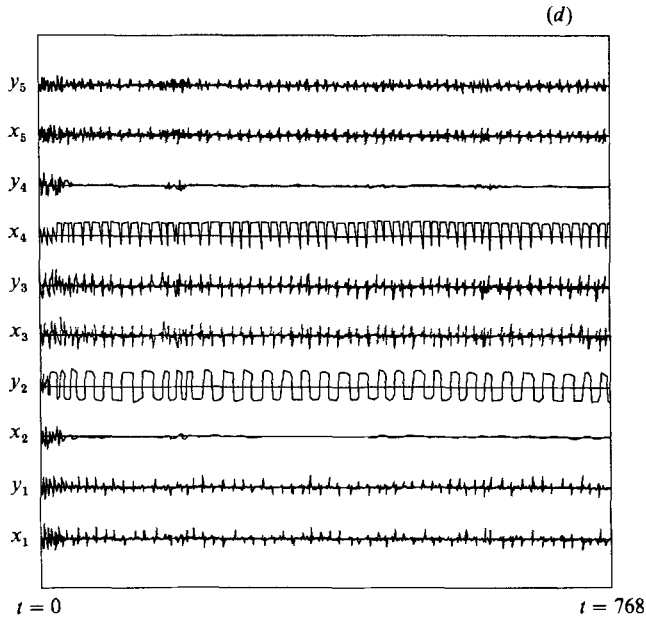 (d)
y₅
x₅
y₄
x₄
y₃
x₃
y₂
x₂
y₁
x₁
t = 0
t = 768